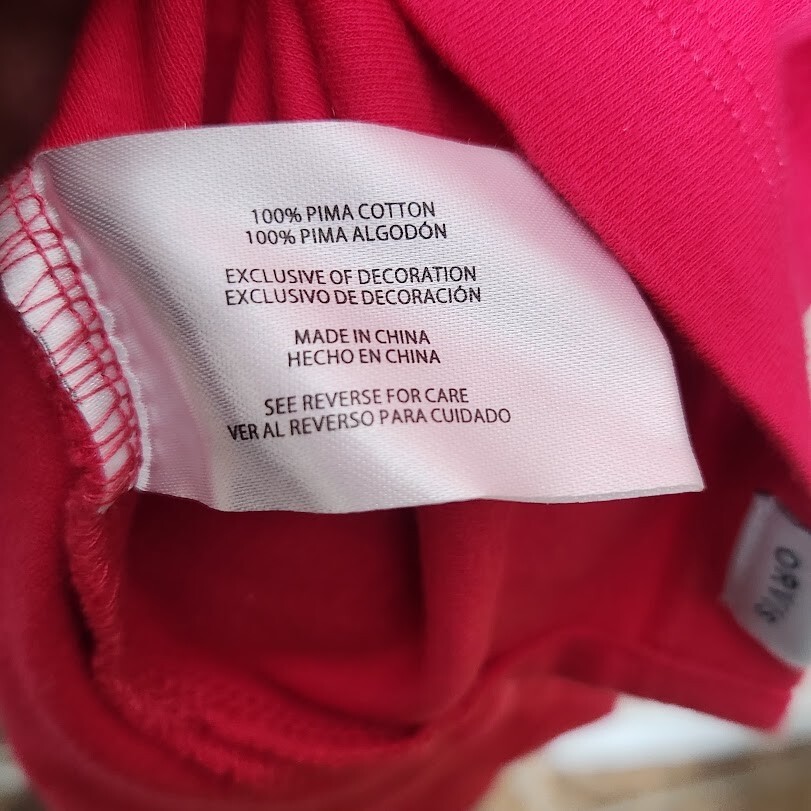 100% PIMA COTTON
100% PIMA ALGODÓN
EXCLUSIVE OF DECORATION
EXCLUSIVO DE DECORACIÓN
MADE IN CHINA
HECHO EN CHINA
SEE REVERSE FOR CARE
VER AL REVERSO PARA CUIDADO
ORVIS